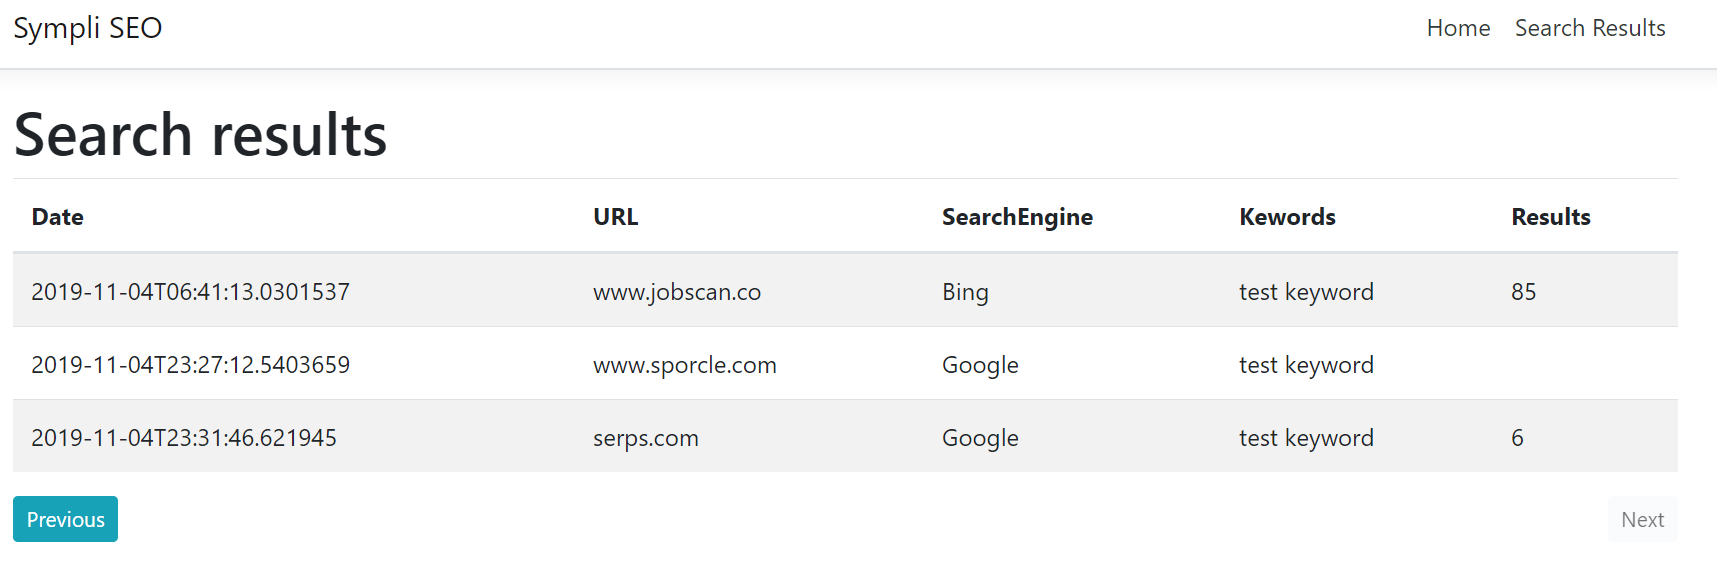 Sympli SEO Home Search Results
Search results
Date URL SearchEngine Kewords Results
2019-11-04T06:41:13.0301537 www.jobscan.co Bing test keyword 85
2019-11-04T23:27:12.5403659 www.sporcle.com Google test keyword
2019-11-04T23:31:46.621945 serps.com Google test keyword 6
Previous Next